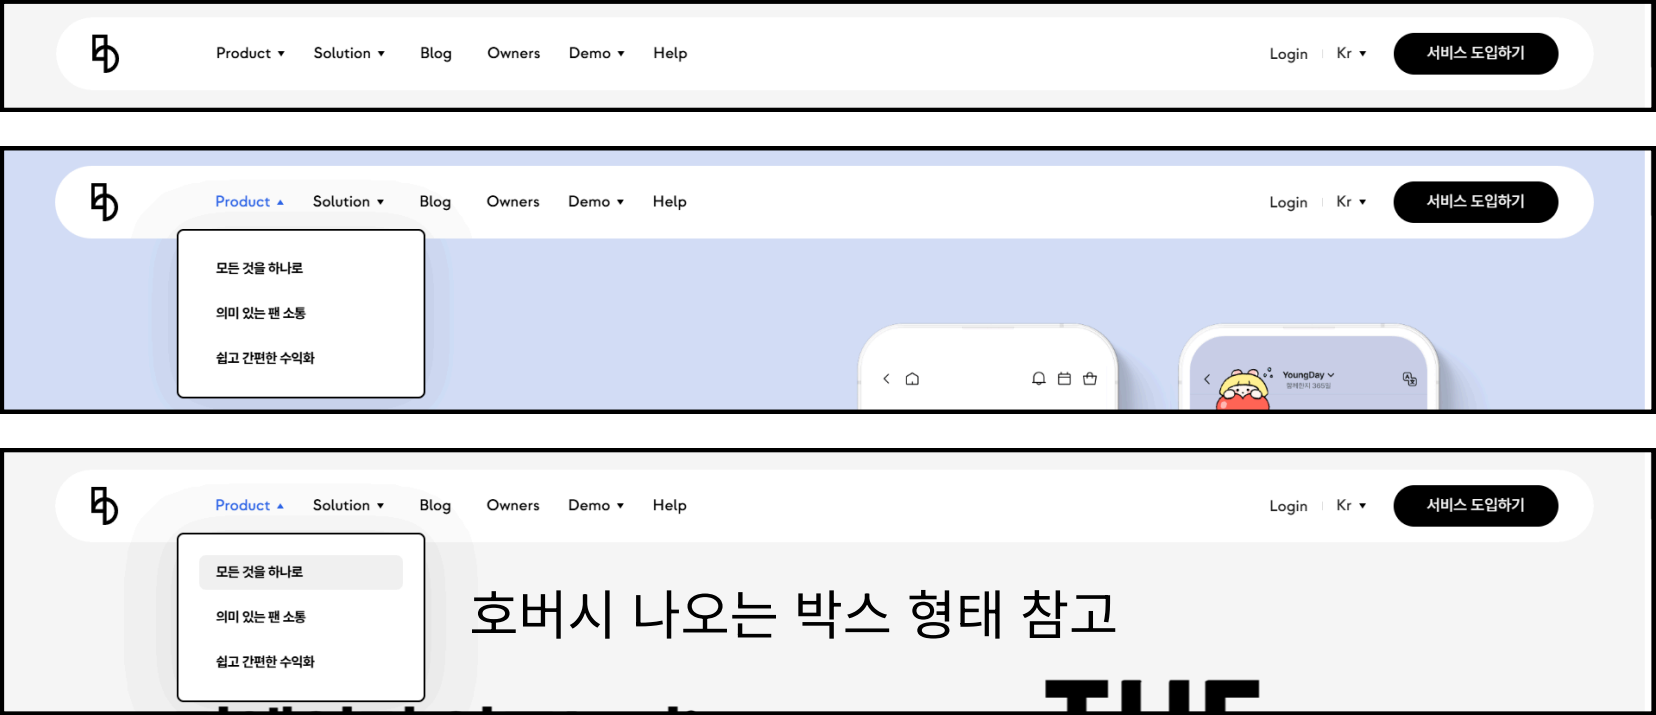 Product ▼ Solution ▼ Blog Owners Demo ▼ Help Login Kr ▼ 서비스 도입하기
Product ▲ Solution ▼ Blog Owners Demo ▼ Help Login Kr ▼ 서비스 도입하기
모든 것을 하나로
의미 있는 팬 소통
쉽고 간편한 수익화
YoungDay
Product ▲ Solution ▼ Blog Owners Demo ▼ Help Login Kr ▼ 서비스 도입하기
모든 것을 하나로
의미 있는 팬 소통
쉽고 간편한 수익화
호버시 나오는 박스 형태 참고
THE